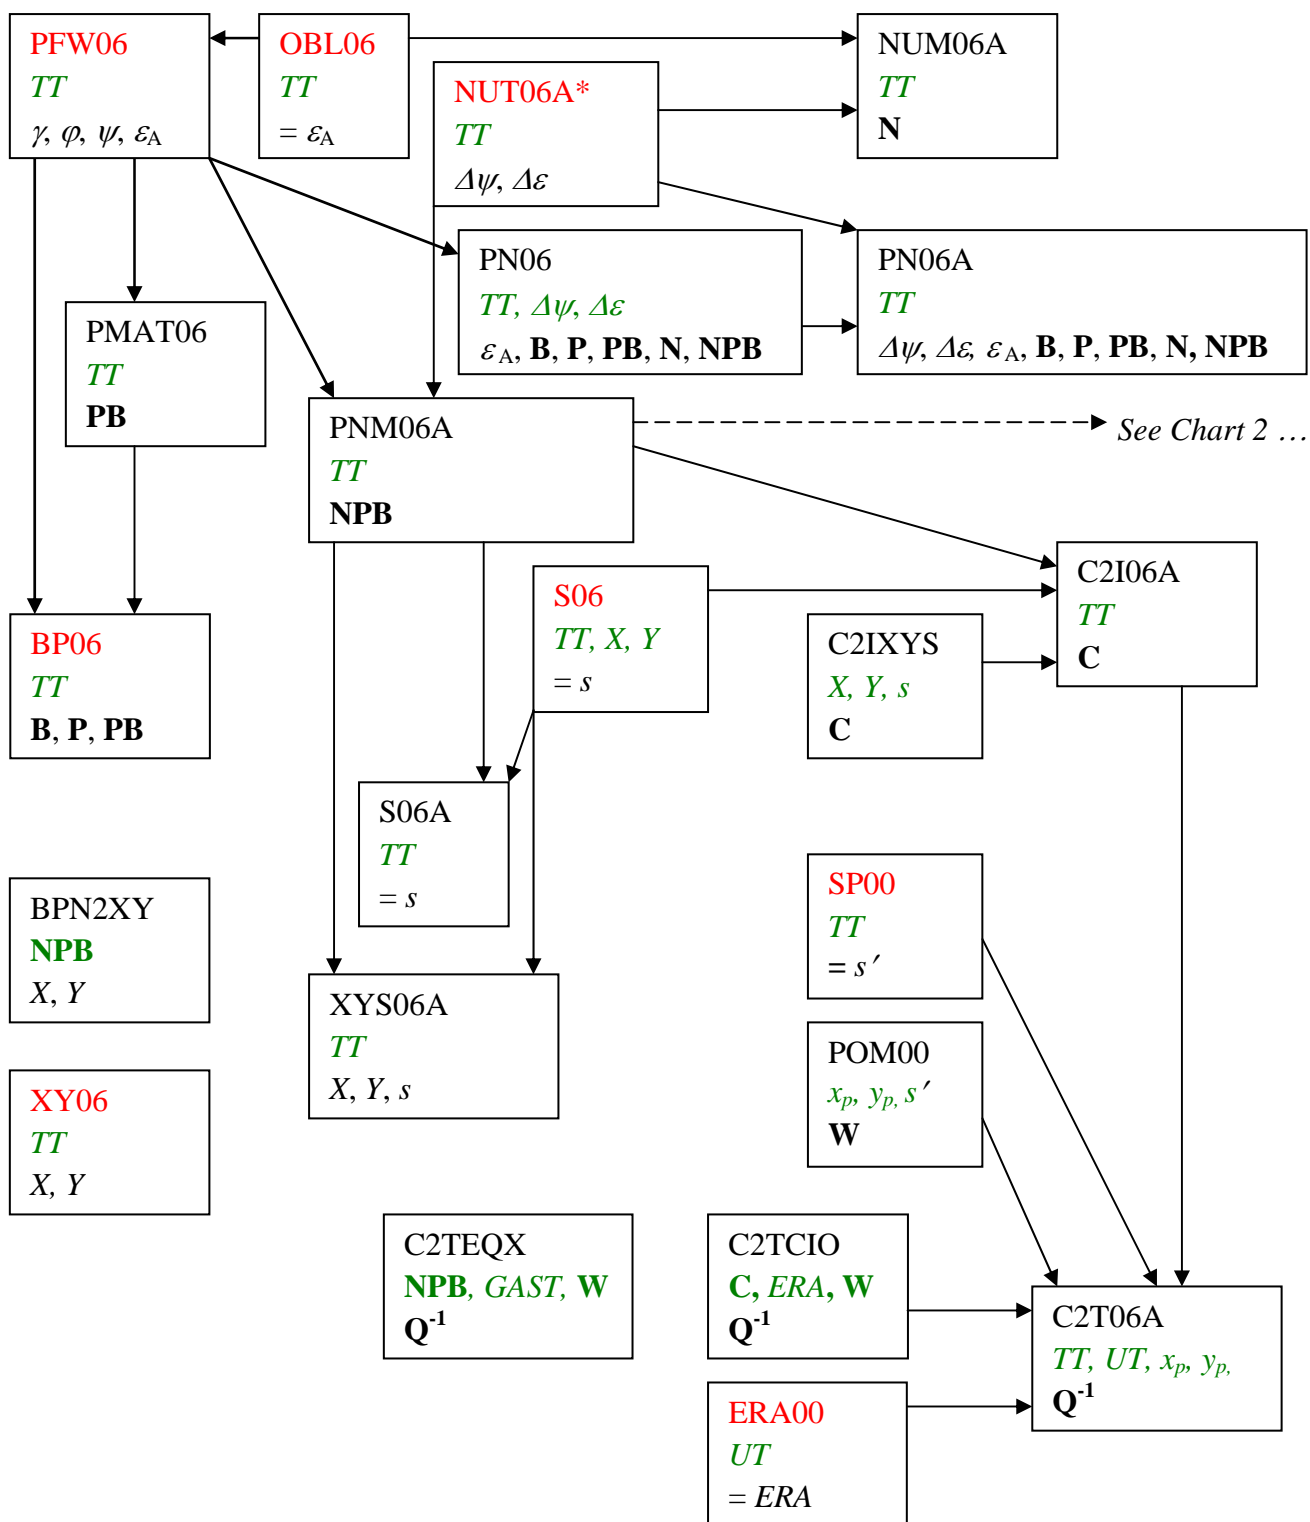 PFW06
TT
γ, φ, ψ, εA
OBL06
TT
= εA
NUT06A*
TT
Δψ, Δε
NUM06A
TT
N
PN06
TT, Δψ, Δε
εA, B, P, PB, N, NPB
PN06A
TT
Δψ, Δε, εA, B, P, PB, N, NPB
PMAT06
TT
PB
PNM06A
TT
NPB
See Chart 2 …
BP06
TT
B, P, PB
S06
TT, X, Y
= s
C2IXYS
X, Y, s
C
C2I06A
TT
C
S06A
TT
= s
BPN2XY
NPB
X, Y
XYS06A
TT
X, Y, s
SP00
TT
= s′
XY06
TT
X, Y
POM00
xp, yp, s′
W
C2TEQX
NPB, GAST, W
Q-1
C2TCIO
C, ERA, W
Q-1
C2T06A
TT, UT, xp, yp,
Q-1
ERA00
UT
= ERA